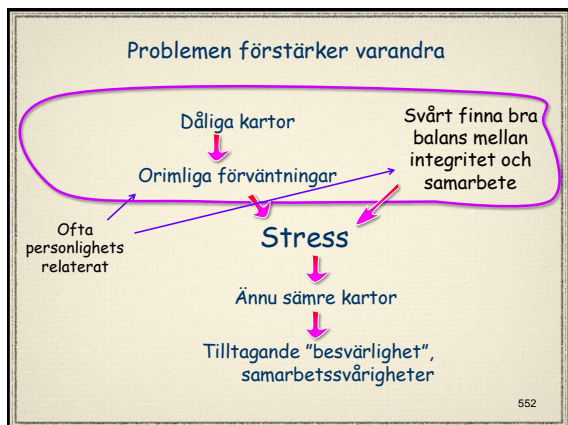 Problemen förstärker varandra
Dåliga kartor
Orimliga förväntningar
Svårt finna bra
balans mellan
integritet och
samarbete
Ofta
personlighets
relaterat
Stress
Ännu sämre kartor
Tilltagande ”besvärlighet”,
samarbetssvårigheter
552